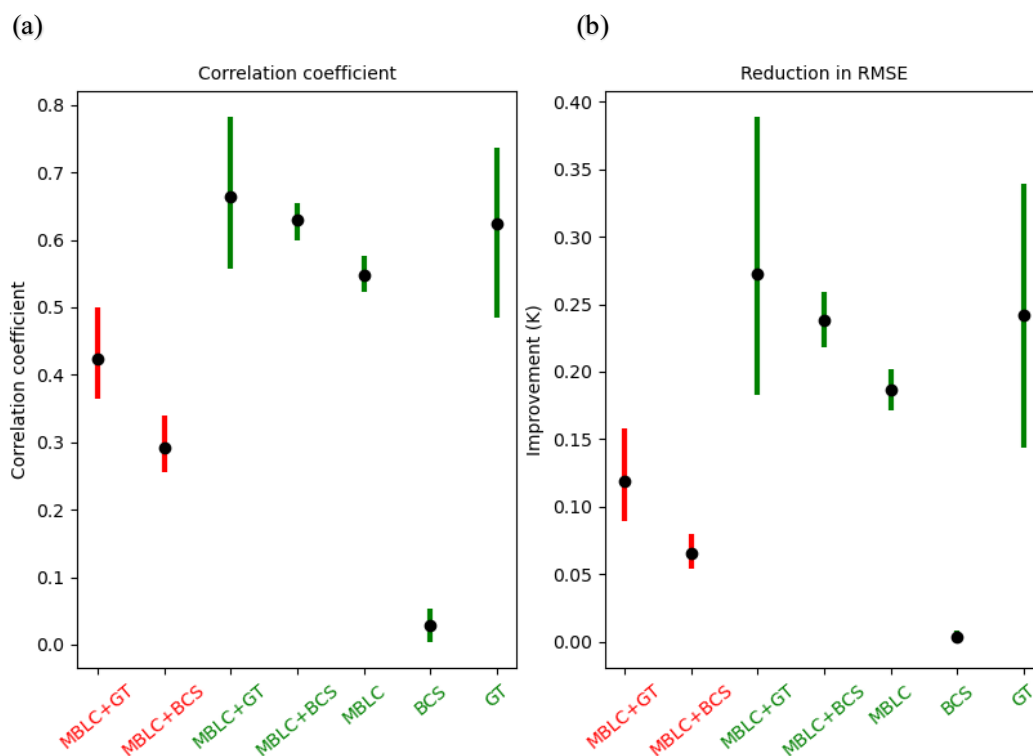 (a)
Correlation coefficient
Correlation coefficient
0.8
0.7
0.6
0.5
0.4
0.3
0.2
0.1
0.0
MBLC+GT
MBLC+BCS
MBLC+GT
MBLC+BCS
MBLC
BCS
GT
(b)
Reduction in RMSE
Improvement (K)
0.40
0.35
0.30
0.25
0.20
0.15
0.10
0.05
0.00
MBLC+GT
MBLC+BCS
MBLC+GT
MBLC+BCS
MBLC
BCS
GT